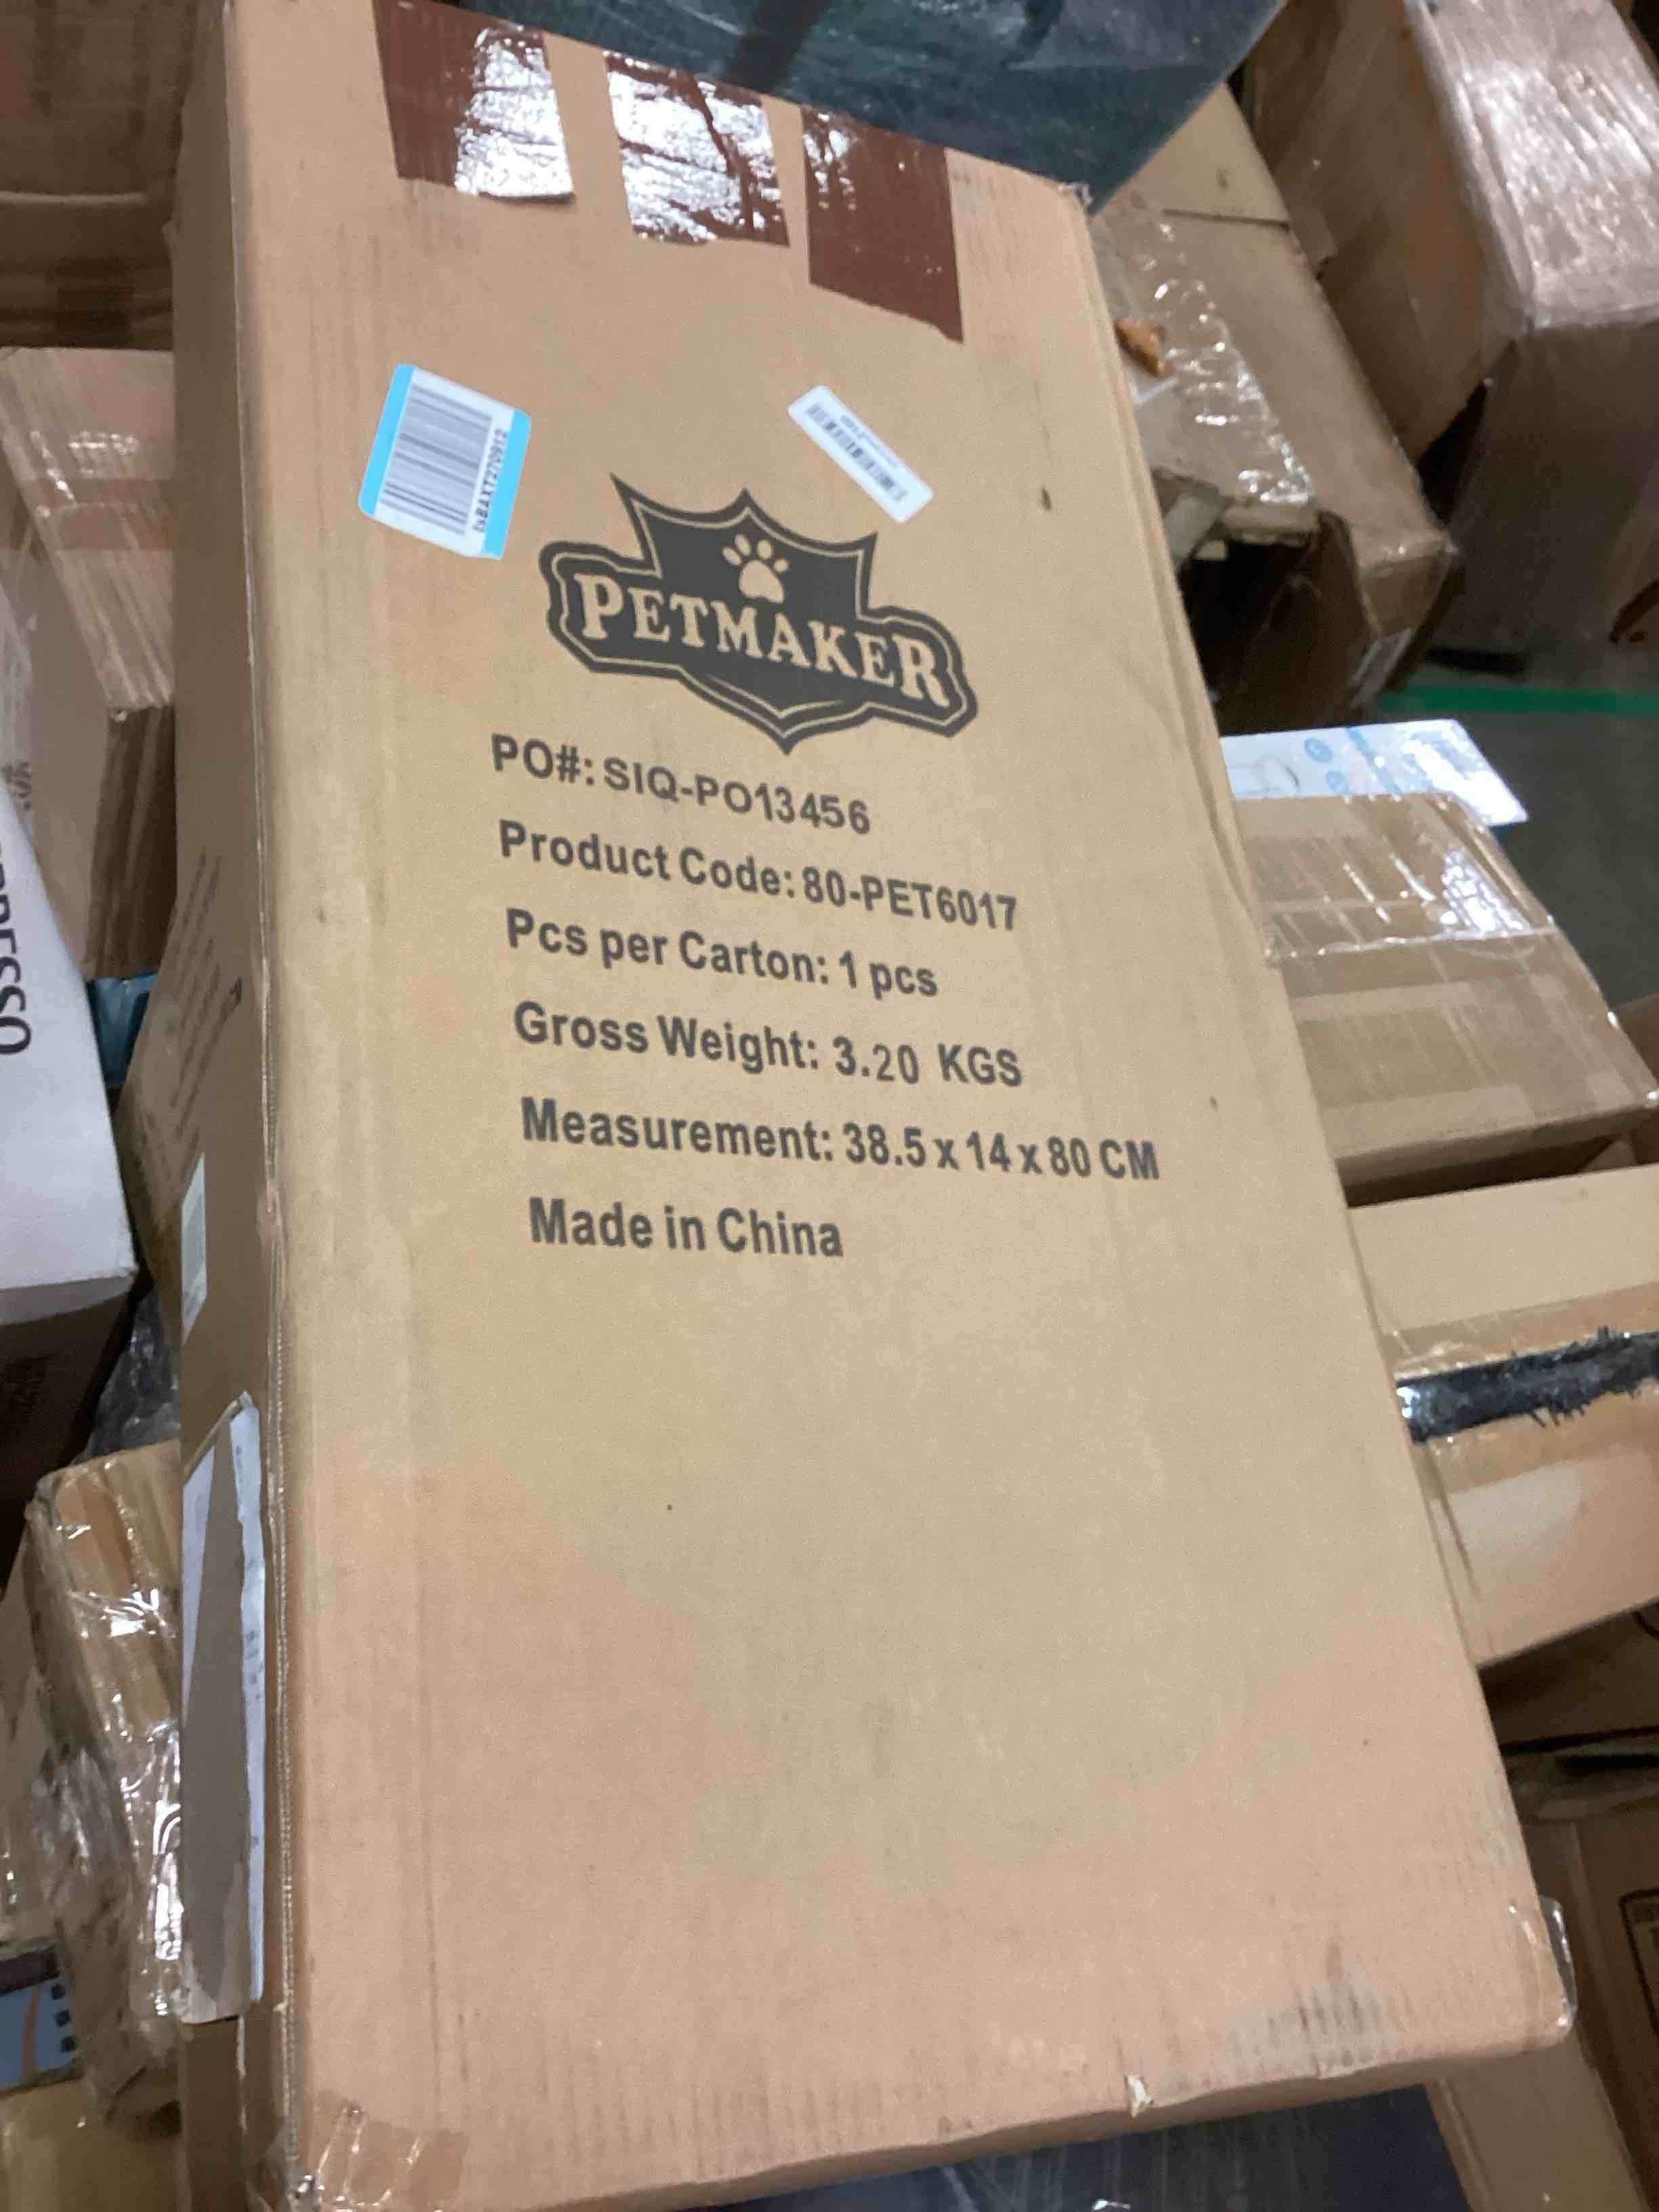 lxBAX7270912
PETMAKER
PO#: SIQ-PO13456
Product Code: 80-PET6017
Pcs per Carton: 1 pcs
Gross Weight: 3.20 KGS
Measurement: 38.5 x 14 x 80 CM
Made in China